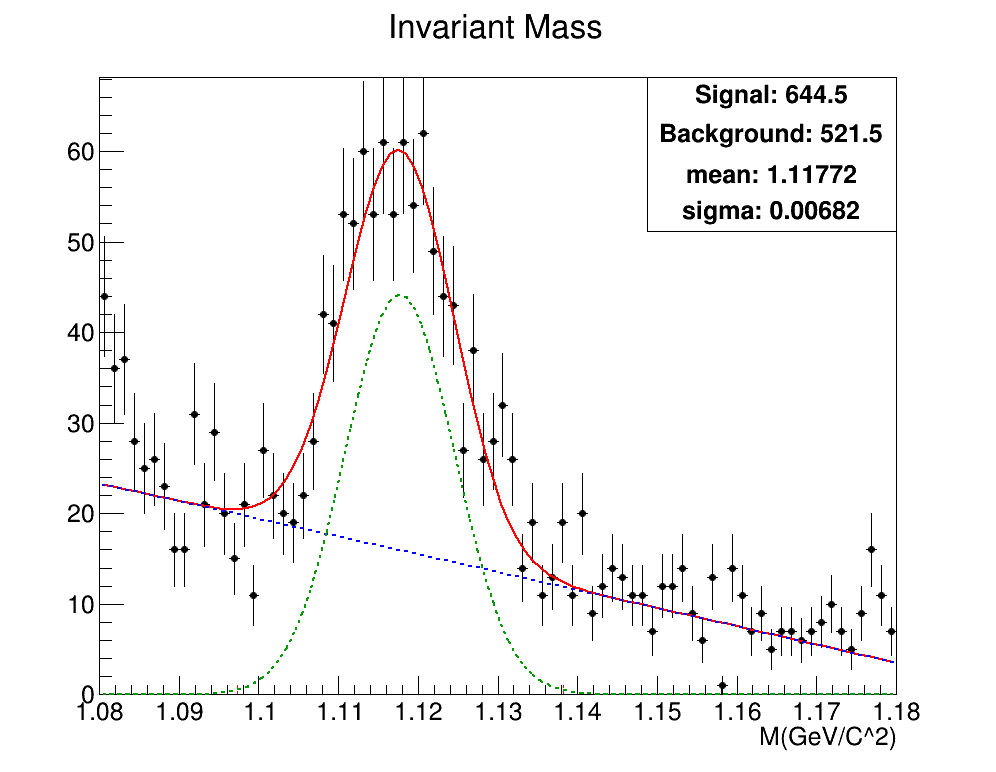 Invariant Mass
Signal: 644.5
Background: 521.5
mean: 1.11772
sigma: 0.00682
60
50
40
30
20
10
0
1.08 1.09 1.1 1.11 1.12 1.13 1.14 1.15 1.16 1.17 1.18
M(GeV/C^2)